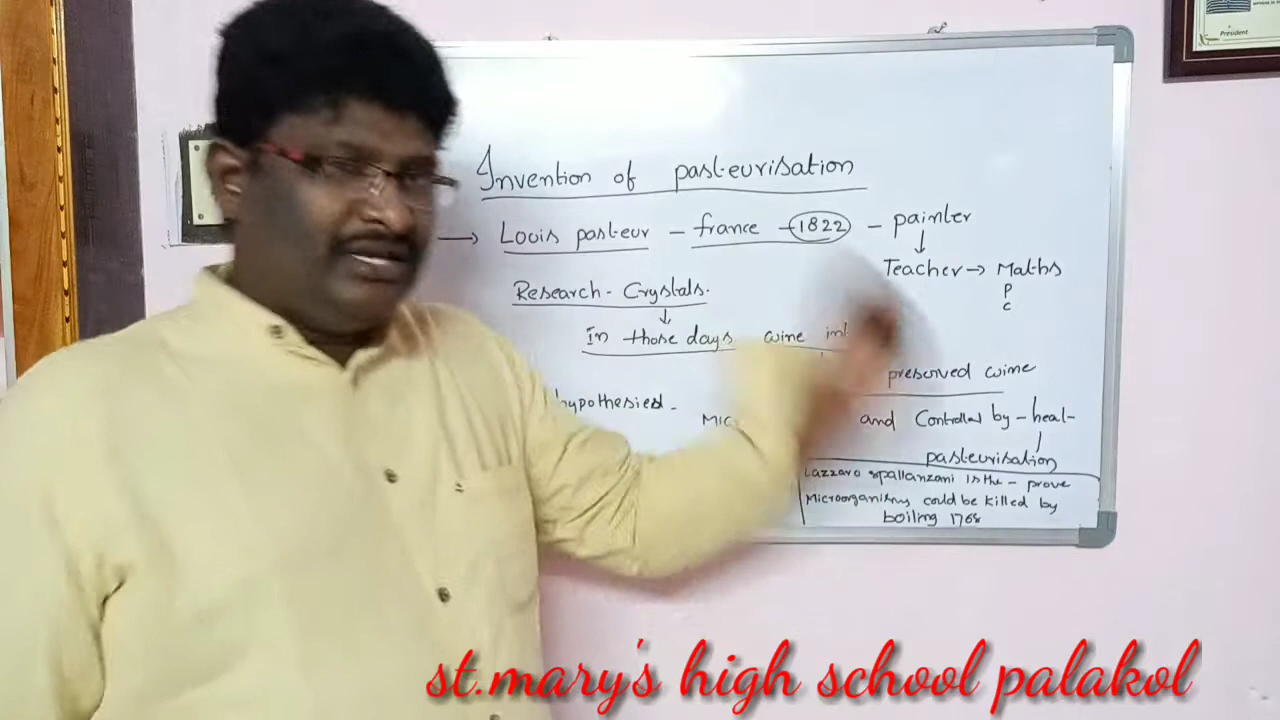 President
Invention of pasteurisation
→ Louis pasteur - france - 1822 - painter
Teacher → Maths
P
C
Research - Crystals.
In those days wine
preserved wine
hypothesied -
and Controlled by - heat
pasteurisation
Lazzaro spallanzani is the - prove
Microorganisms could be killed by
boiling 1768
st.mary's high school palakol